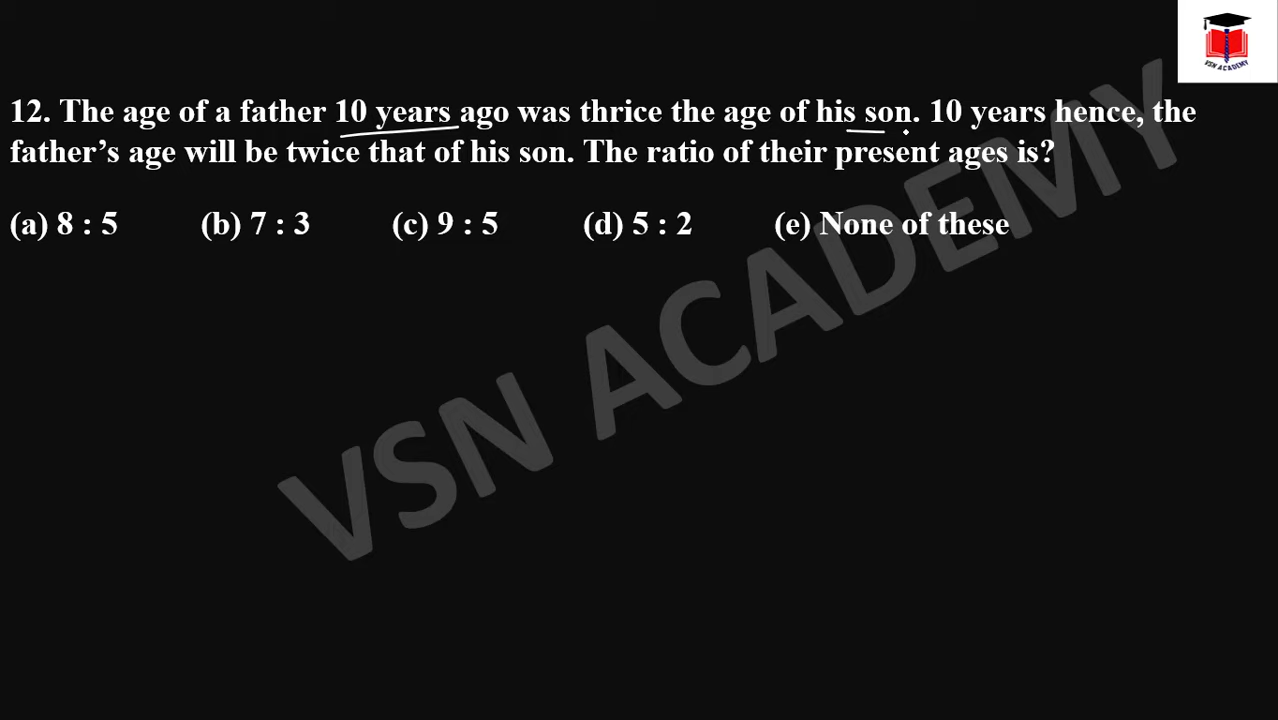 VSN ACADEMY
12. The age of a father 10 years ago was thrice the age of his son. 10 years hence, the
father’s age will be twice that of his son. The ratio of their present ages is?
(a) 8 : 5 (b) 7 : 3 (c) 9 : 5 (d) 5 : 2 (e) None of these
VSN ACADEMY